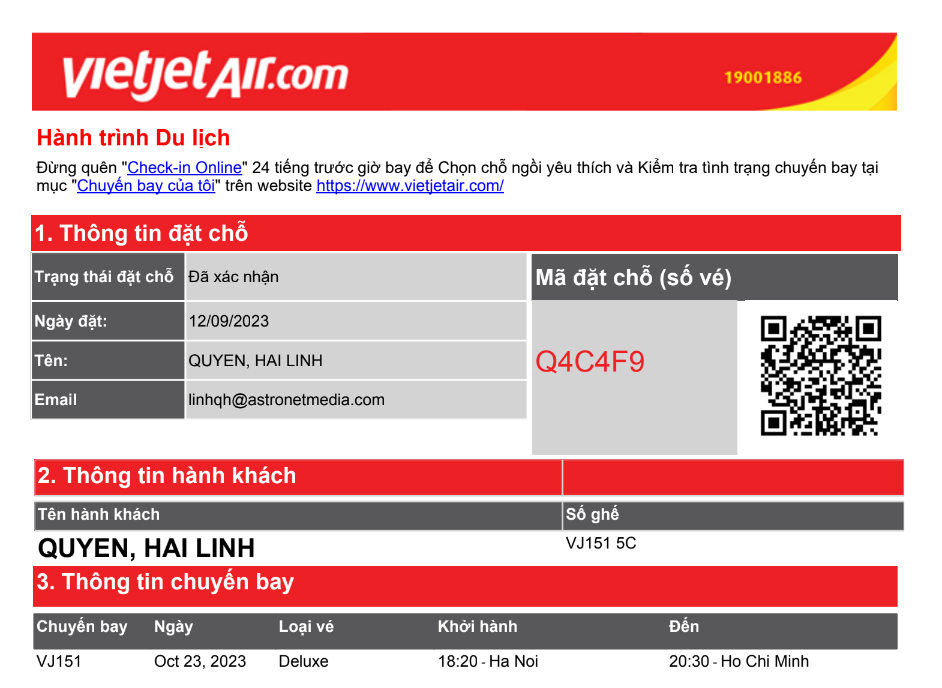 vietjetAir.com
19001886
Hành trình Du lịch
Đừng quên "Check-in Online" 24 tiếng trước giờ bay để Chọn chỗ ngồi yêu thích và Kiểm tra tình trạng chuyến bay tại
mục "Chuyến bay của tôi" trên website https://www.vietjetair.com/
1. Thông tin đặt chỗ
Trạng thái đặt chỗ Đã xác nhận
Mã đặt chỗ (số vé)
Ngày đặt: 12/09/2023
Tên: QUYEN, HAI LINH
Q4C4F9
Email linhqh@astronetmedia.com
2. Thông tin hành khách
Tên hành khách Số ghế
QUYEN, HAI LINH VJ151 5C
3. Thông tin chuyến bay
Chuyến bay Ngày Loại vé Khởi hành Đến
VJ151 Oct 23, 2023 Deluxe 18:20 - Ha Noi 20:30 - Ho Chi Minh